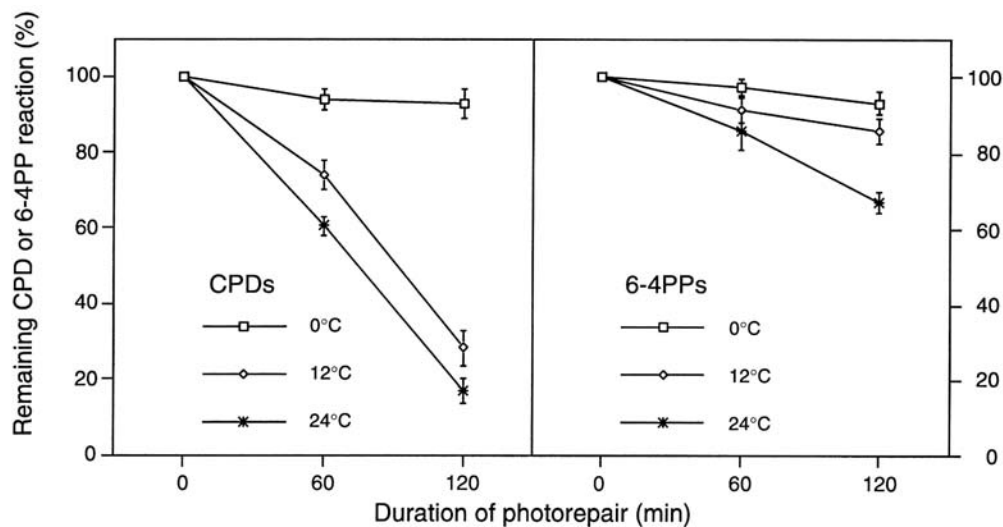 Remaining CPD or 6-4PP reaction (%)
100
80
60
40
20
0
CPDs
0°C
12°C
24°C
0
60
120
6-4PPs
0°C
12°C
24°C
0
60
120
100
80
60
40
20
0
Duration of photorepair (min)